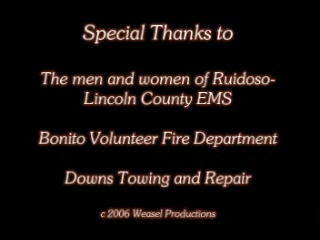 Special Thanks to
The men and women of Ruidoso-
Lincoln County EMS
Bonito Volunteer Fire Department
Downs Towing and Repair
c 2006 Weasel Productions